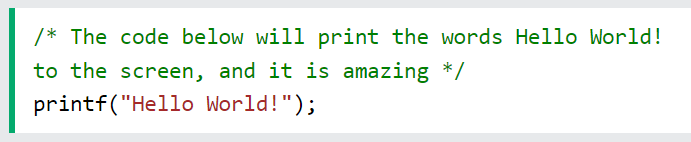 /* The code below will print the words Hello World!
to the screen, and it is amazing */
printf("Hello World!");